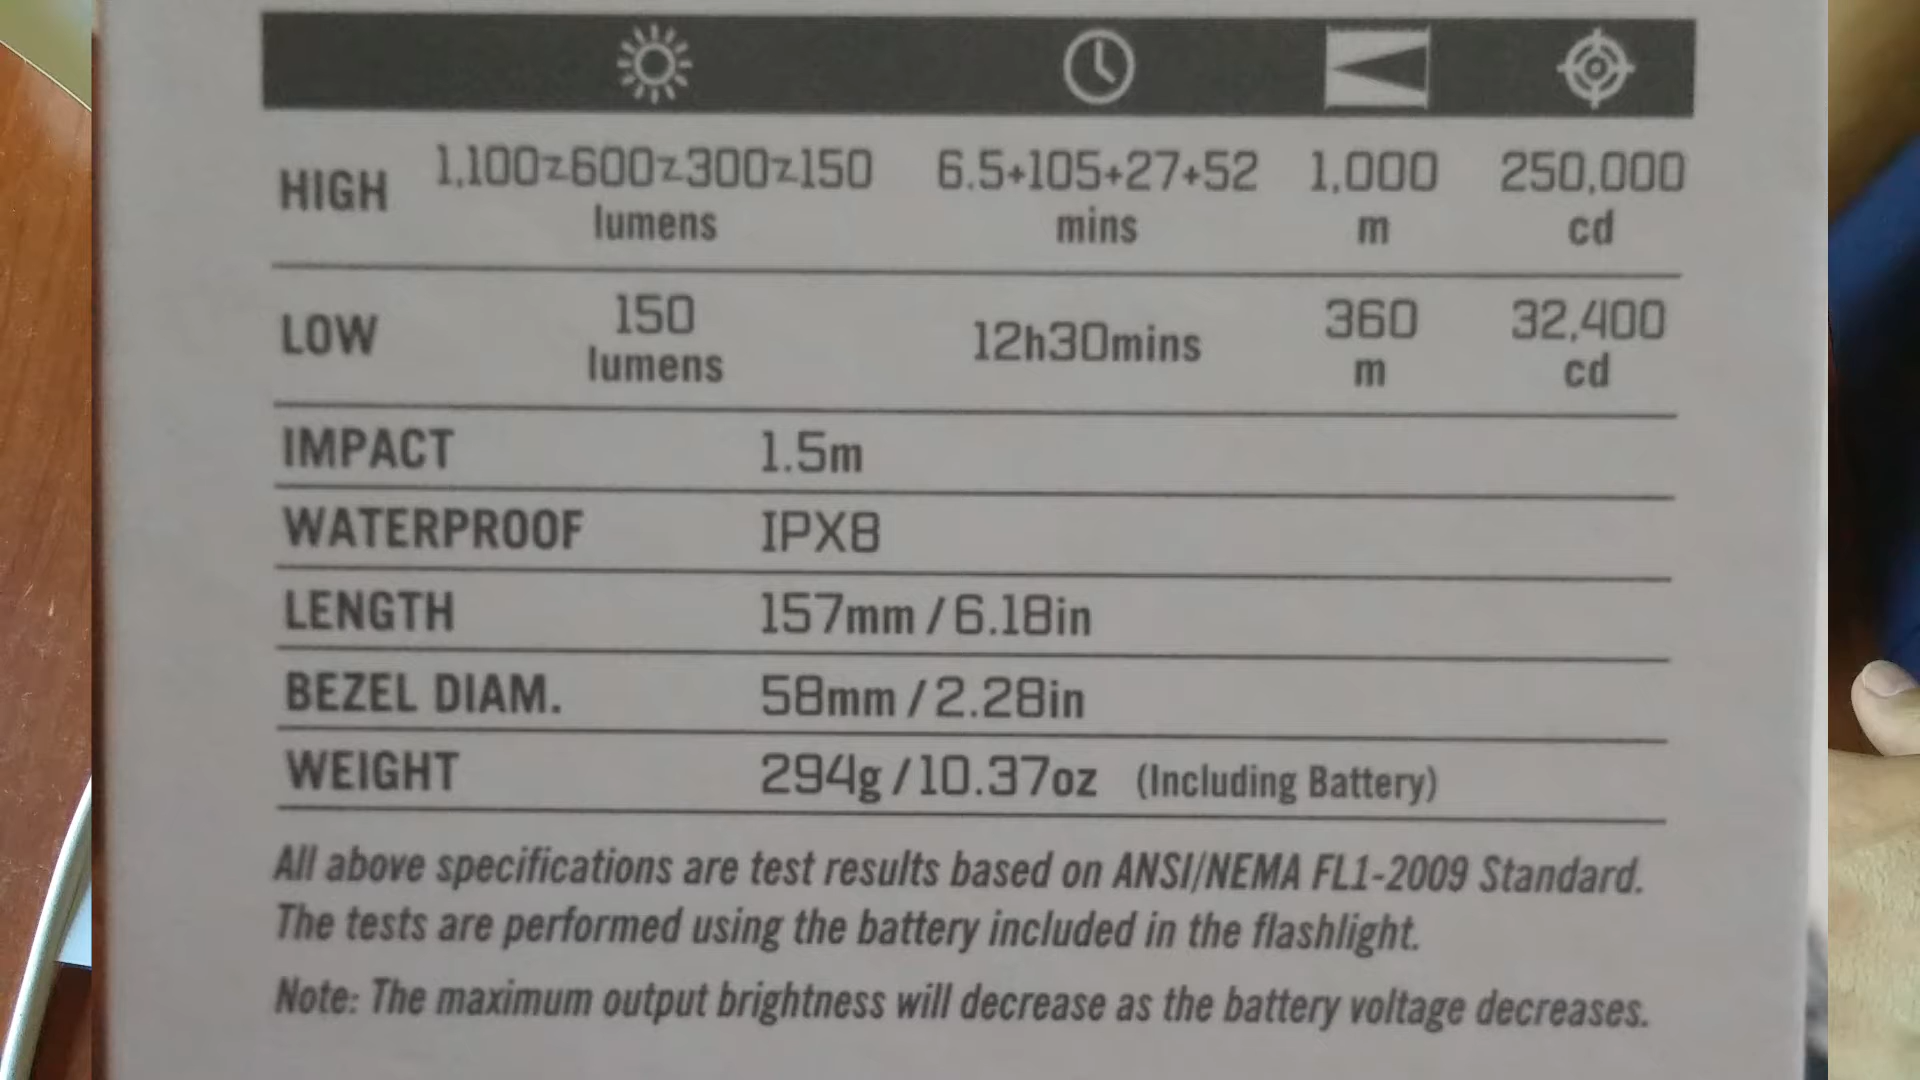 HIGH 1,100z600z300z150 lumens 6.5+105+27+52 mins 1,000 m 250,000 cd
LOW 150 lumens 12h30mins 360 m 32,400 cd
IMPACT 1.5m
WATERPROOF IPX8
LENGTH 157mm / 6.18in
BEZEL DIAM. 58mm / 2.28in
WEIGHT 294g / 10.37oz (Including Battery)
All above specifications are test results based on ANSI/NEMA FL1-2009 Standard.
The tests are performed using the battery included in the flashlight.
Note: The maximum output brightness will decrease as the battery voltage decreases.